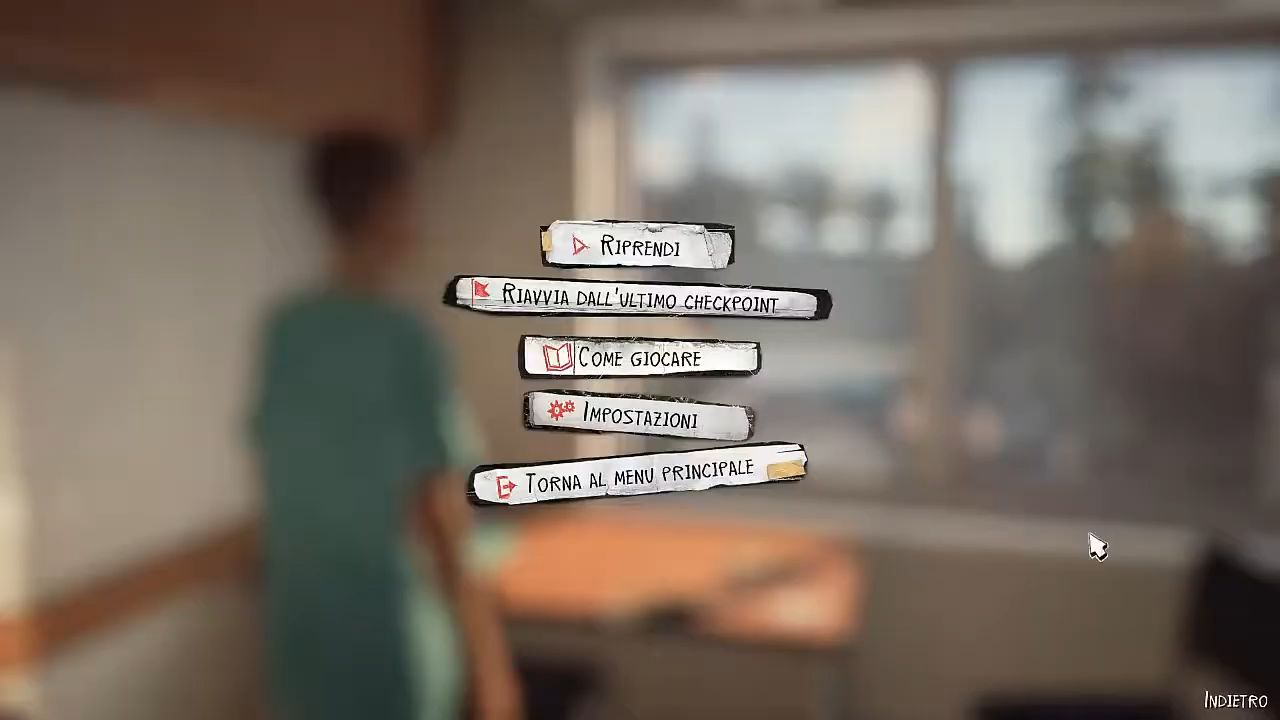 Riprendi
Riavvia dall'ultimo checkpoint
Come giocare
Impostazioni
Torna al menu principale
Indietro